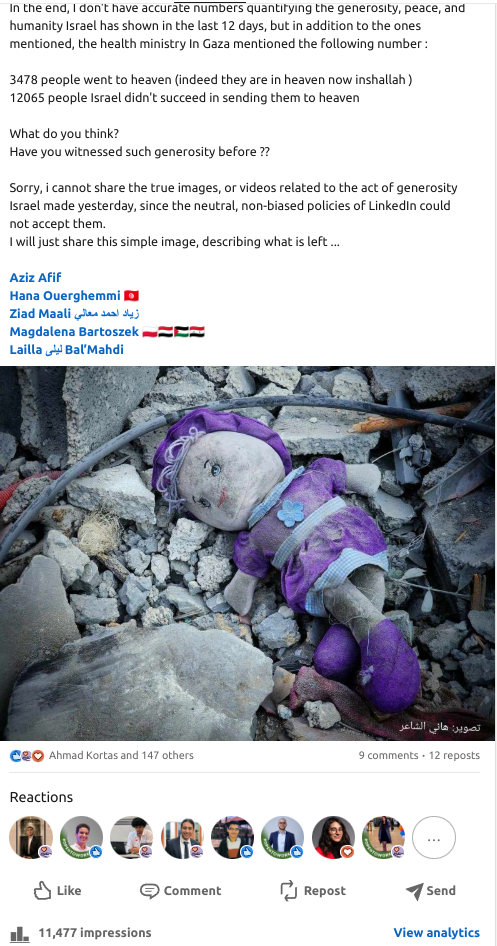 In the end, I don't have accurate numbers quantifying the generosity, peace, and
humanity Israel has shown in the last 12 days, but in addition to the ones
mentioned, the health ministry In Gaza mentioned the following number :
3478 people went to heaven (indeed they are in heaven now inshallah )
12065 people Israel didn't succeed in sending them to heaven
What do you think?
Have you witnessed such generosity before ??
Sorry, i cannot share the true images, or videos related to the act of generosity
Israel made yesterday, since the neutral, non-biased policies of LinkedIn could
not accept them.
I will just share this simple image, describing what is left ...
Aziz Afif
Hana Ouerghemmi 🇹🇳
Ziad Maali زياد احمد معالي
Magdalena Bartoszek 🇵🇱🇾🇪🇵🇸🇸🇾
Lailla ليلى Bal'Mahdi
تصوير: هاني الشاعر
Ahmad Kortas and 147 others
9 comments • 12 reposts
Reactions
Like
Comment
Repost
Send
11,477 impressions
View analytics